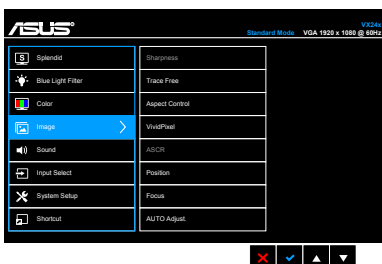 ASUS
VX24x
Standard Mode VGA 1920 x 1080 @ 60Hz
S Splendid
Blue Light Filter
Color
Image
Sound
Input Select
System Setup
Shortcut
Sharpness
Trace Free
Aspect Control
VividPixel
ASCR
Position
Focus
AUTO Adjust.